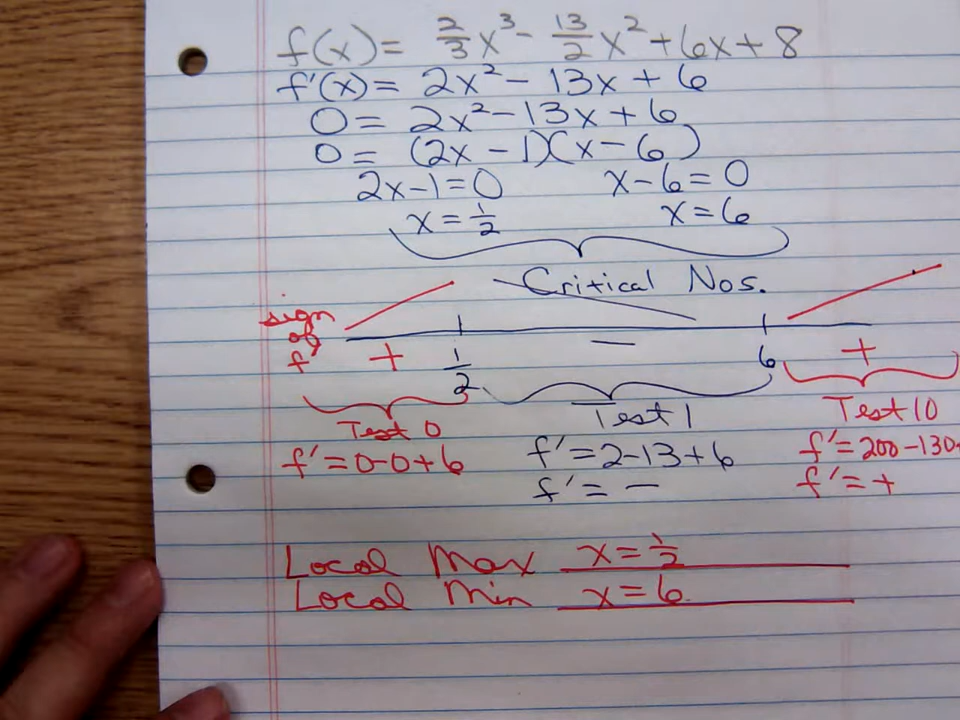 f(x) = 2/3 x³ - 13/2 x² + 6x + 8
f'(x) = 2x² - 13x + 6
0 = 2x² - 13x + 6
0 = (2x - 1)(x - 6)
2x-1=0 x-6=0
x = 1/2 x=6
Critical Nos.
sign
of
f'
+ 1/2 — 6 +
Test 0 Test 1 Test 10
f'=0-0+6 f'=2-13+6 f'=200-130+
f' = — f' = +
Local Max x = 1/2
Local Min x = 6